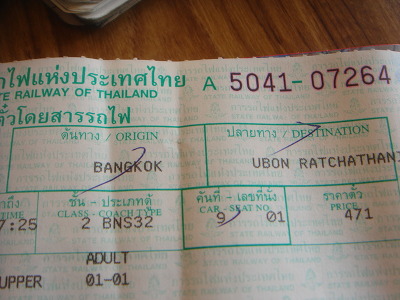 รถไฟแห่งประเทศไทย A 5041-07264
STATE RAILWAY OF THAILAND
ตั๋วโดยสารรถไฟ
ต้นทาง / ORIGIN ปลายทาง / DESTINATION
BANGKOK UBON RATCHATHANI
ชั้น - ประเภทตู้ คันที่ - เลขที่นั่ง ราคาตั๋ว
TIME CLASS - COACH TYPE CAR - SEAT NO. PRICE
7:25 2 BNS32 9 01 471
ADULT
UPPER 01-01